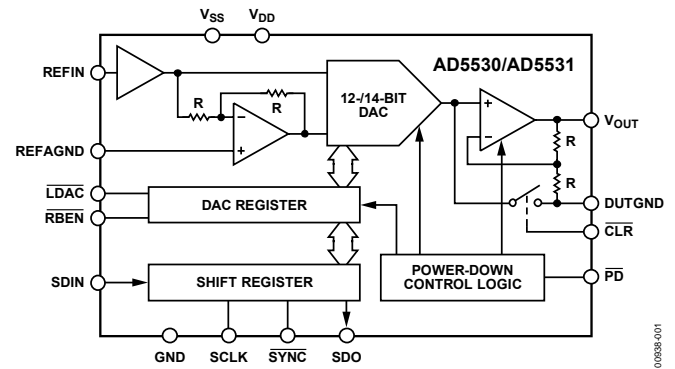 VSS VDD
AD5530/AD5531
REFIN
12-/14-BIT
DAC
R
R
VOUT
R
REFAGND
R
LDAC
DAC REGISTER
DUTGND
RBEN
CLR
SDIN
SHIFT REGISTER
POWER-DOWN
CONTROL LOGIC
PD
GND SCLK SYNC SDO
00938-001